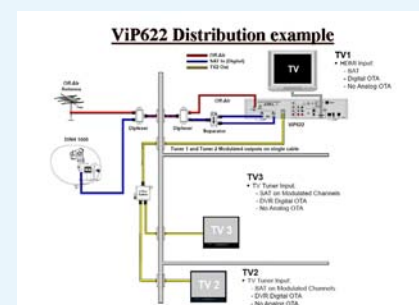 ViP622 Distribution example
Off-Air
SAT In (Digital)
TV2 Out
TV1
• HDMI Input:
- SAT
- Digital OTA
- No Analog OTA
TV
Off-Air
Antenna
Off-Air
ViP622
DISH 1000
Diplexer
Diplexer
Separator
Tuner 1 and Tuner 2 Modulated outputs on single cable
TV3
• TV Tuner Input:
- SAT on Modulated Channels
- DVR Digital OTA
- No Analog OTA
TV 3
TV2
• TV Tuner Input:
- SAT on Modulated Channels
- DVR Digital OTA
- No Analog OTA
TV 2